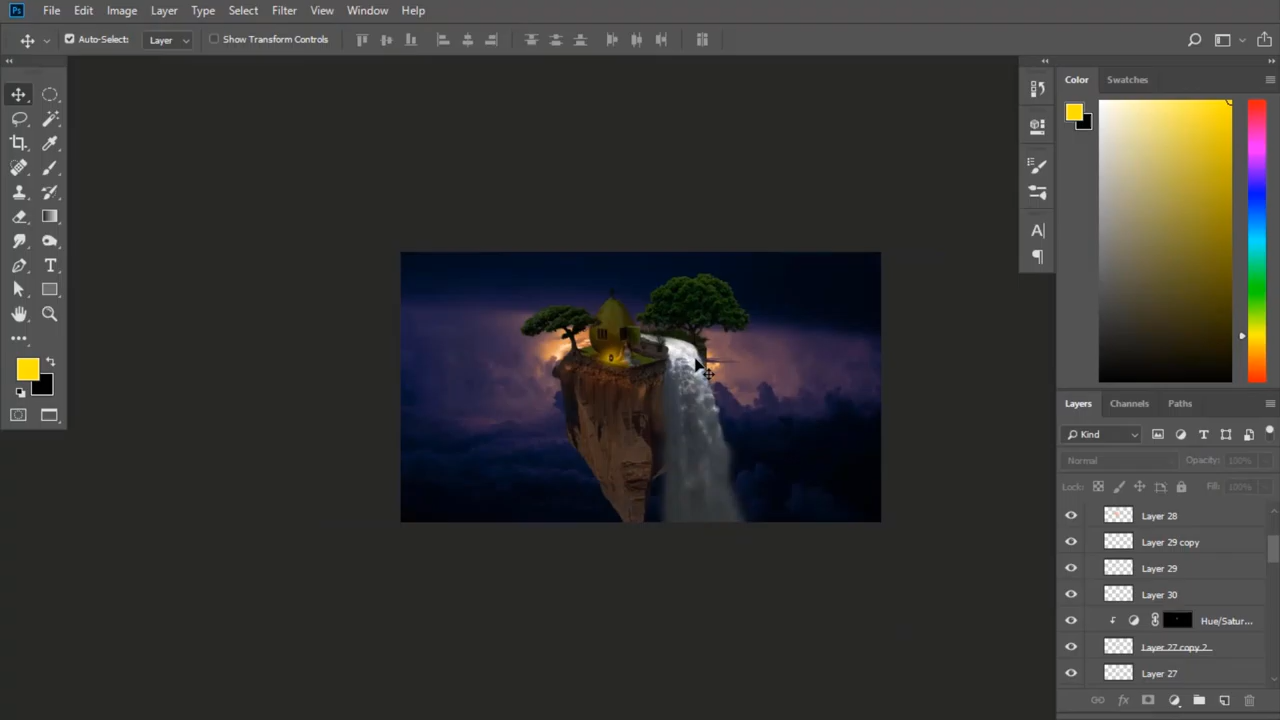 Ps File Edit Image Layer Type Select Filter View Window Help
Auto-Select: Layer Show Transform Controls
Color Swatches
Layers Channels Paths
Kind
Normal Opacity: 100%
Lock: Fill: 100%
Layer 28
Layer 29 copy
Layer 29
Layer 30
Hue/Satur...
Layer 27 copy 2
Layer 27